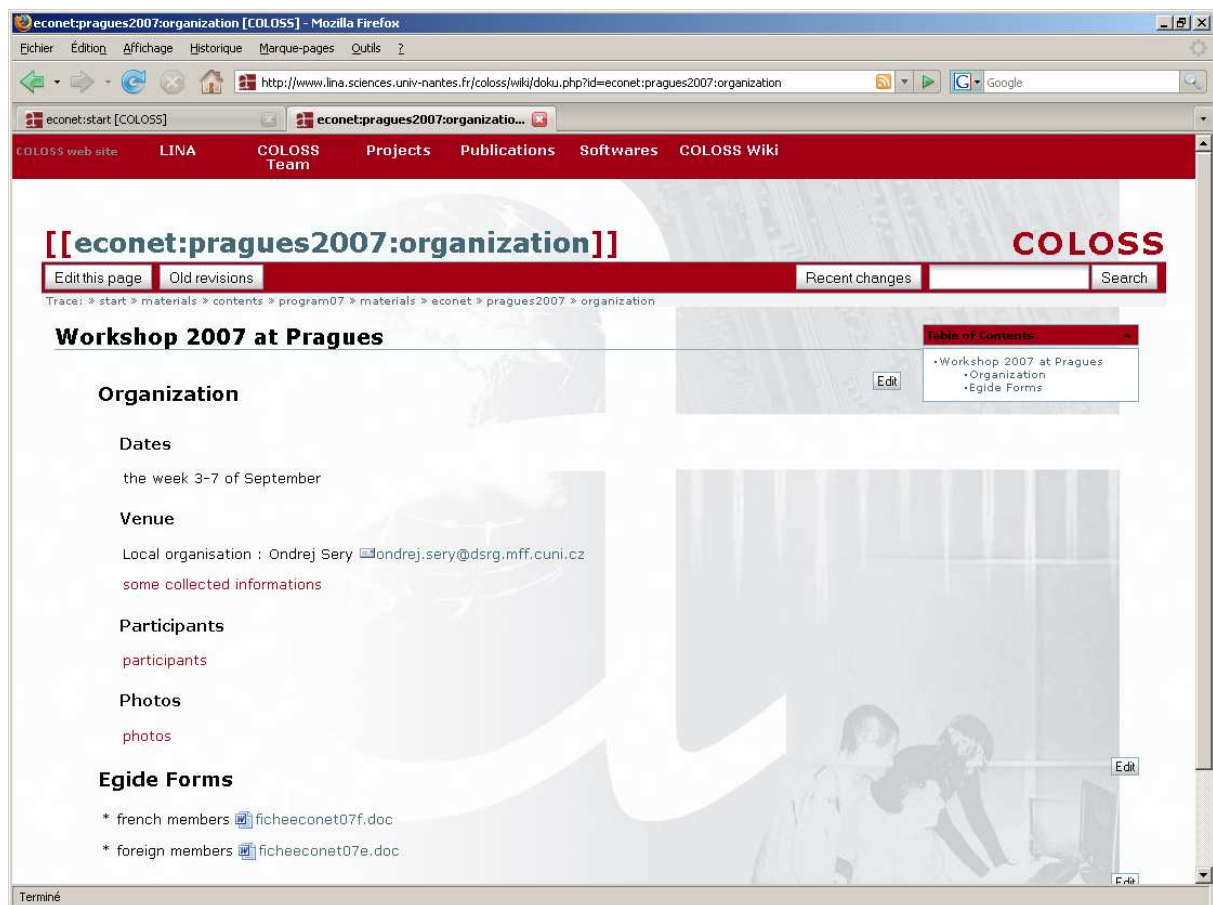 econet:pragues2007:organization [COLOSS] - Mozilla Firefox
Eichier Édition Affichage Historique Marque-pages Outils ?
http://www.lina.sciences.univ-nantes.fr/coloss/wiki/doku.php?id=econet:pragues2007:organization G Google
econet:start [COLOSS] econet:pragues2007:organizatio...
COLOSS web site LINA COLOSS Team Projects Publications Softwares COLOSS Wiki
[[econet:pragues2007:organization]] COLOSS
Edit this page Old revisions Recent changes Search
Trace: » start » materials » contents » program07 » materials » econet » pragues2007 » organization
Workshop 2007 at Pragues
Table of Contents
•Workshop 2007 at Pragues
•Organization
•Egide Forms
Edit
Organization
Dates
the week 3-7 of September
Venue
Local organisation : Ondrej Sery ondrej.sery@dsrg.mff.cuni.cz
some collected informations
Participants
participants
Photos
photos
Edit
Egide Forms
* french members ficheeconet07f.doc
* foreign members ficheeconet07e.doc
Edit
Terminé